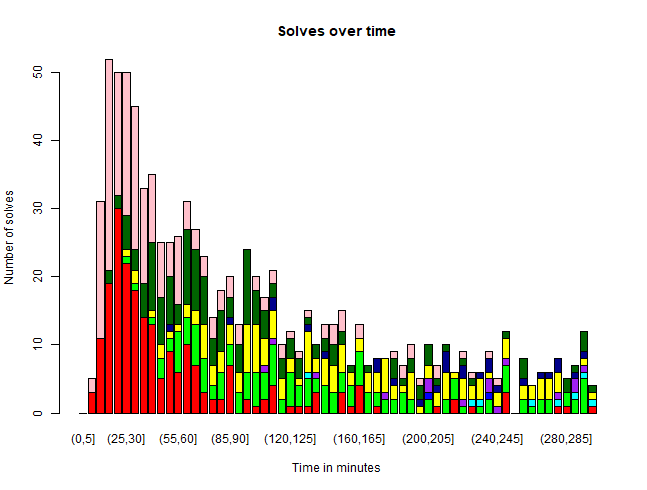 Solves over time
Number of solves
50
40
30
20
10
0
(0,5] (25,30] (55,60] (85,90] (120,125] (160,165] (200,205] (240,245] (280,285]
Time in minutes